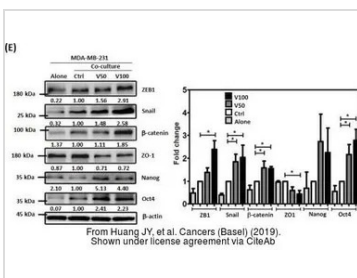 (E)
MDA-MB-231
Co-culture
Alone Ctrl V50 V100
180 kDa ZEB1
0.22 1.00 1.56 2.91
25 kDa Snail
0.32 1.00 1.48 2.58
100 kDa β-catenin
1.37 1.00 1.11 1.85
180 kDa ZO-1
0.87 1.00 0.71 0.72
35 kDa Nanog
2.10 1.00 5.13 4.40
45 kDa Oct4
35 kDa
0.07 1.00 2.41 2.23
45 kDa β-actin
V100
V50
Ctrl
Alone
Fold change
5
4
3
2
1
0
ZB1 Snail β-catenin ZO1 Nanog Oct4
From Huang JY, et al. Cancers (Basel) (2019).
Shown under license agreement via CiteAb